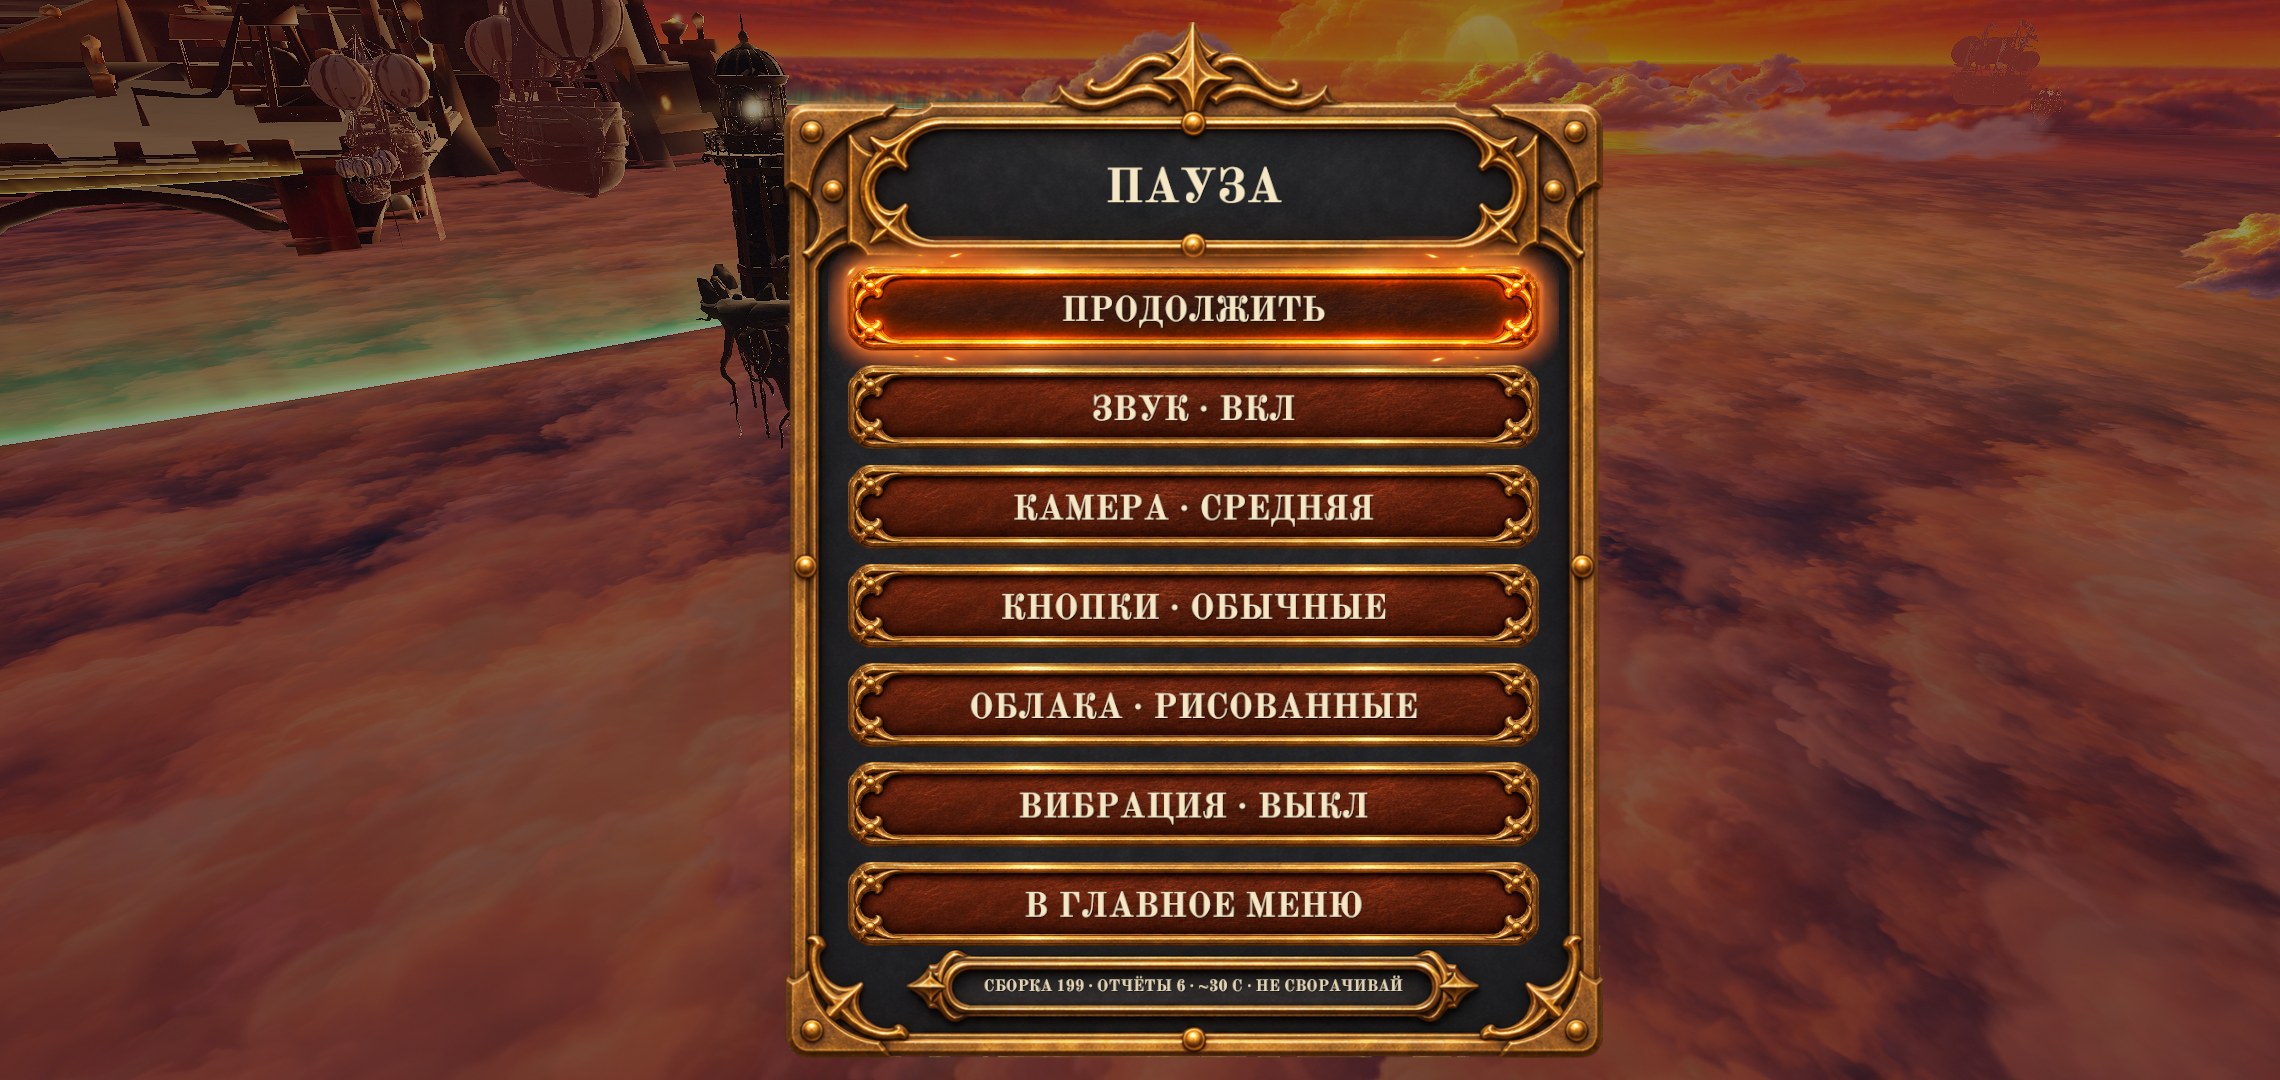 ПАУЗА
ПРОДОЛЖИТЬ
ЗВУК · ВКЛ
КАМЕРА · СРЕДНЯЯ
КНОПКИ · ОБЫЧНЫЕ
ОБЛАКА · РИСОВАННЫЕ
ВИБРАЦИЯ · ВЫКЛ
В ГЛАВНОЕ МЕНЮ
СБОРКА 199 · ОТЧЁТЫ 6 · ~30 С · НЕ СВОРАЧИВАЙ